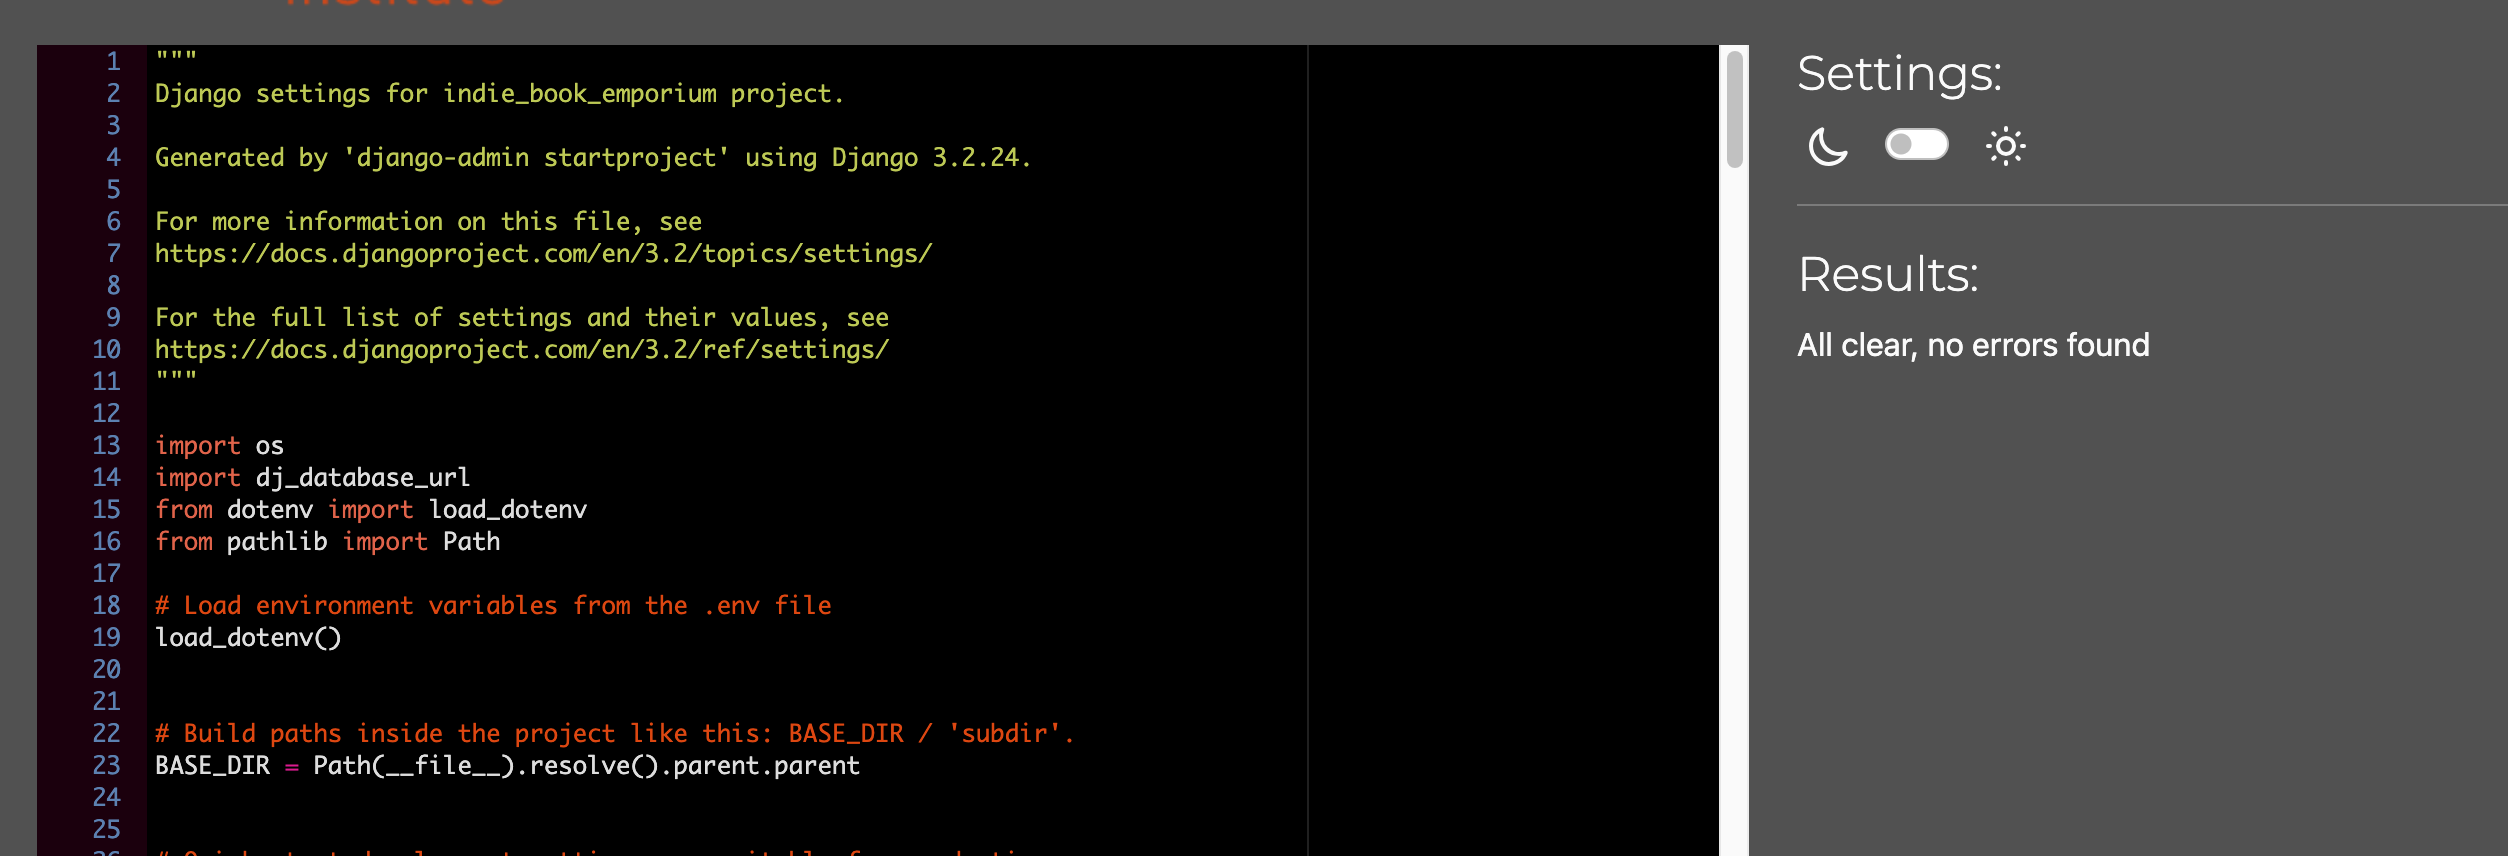 1 """
2 Django settings for indie_book_emporium project.
3
4 Generated by 'django-admin startproject' using Django 3.2.24.
5
6 For more information on this file, see
7 https://docs.djangoproject.com/en/3.2/topics/settings/
8
9 For the full list of settings and their values, see
10 https://docs.djangoproject.com/en/3.2/ref/settings/
11 """
12
13 import os
14 import dj_database_url
15 from dotenv import load_dotenv
16 from pathlib import Path
17
18 # Load environment variables from the .env file
19 load_dotenv()
20
21
22 # Build paths inside the project like this: BASE_DIR / 'subdir'.
23 BASE_DIR = Path(__file__).resolve().parent.parent
24
25
Settings:
Results:
All clear, no errors found